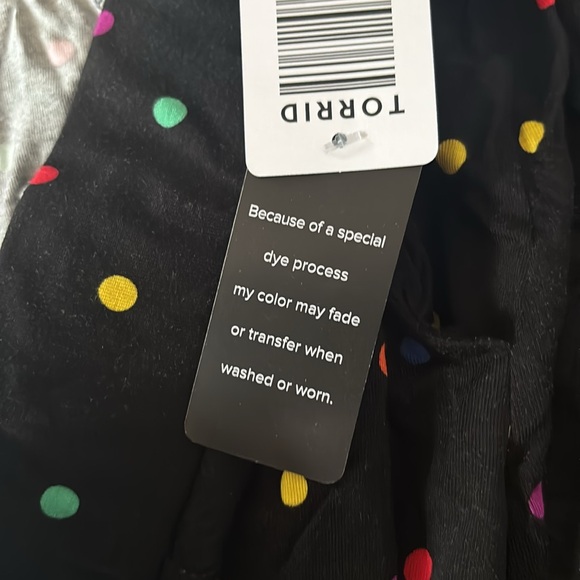 TORRID
Because of a special
dye process
my color may fade
or transfer when
washed or worn.